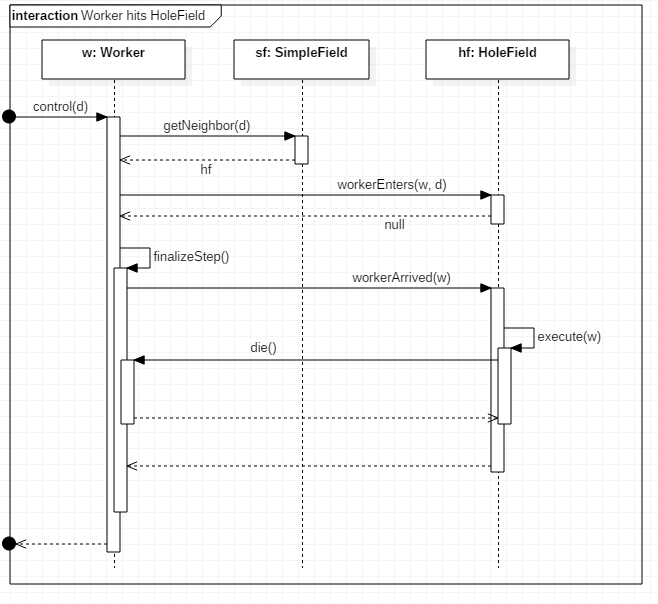 interaction Worker hits HoleField
w: Worker
sf: SimpleField
hf: HoleField
control(d)
getNeighbor(d)
hf
workerEnters(w, d)
null
finalizeStep()
workerArrived(w)
execute(w)
die()